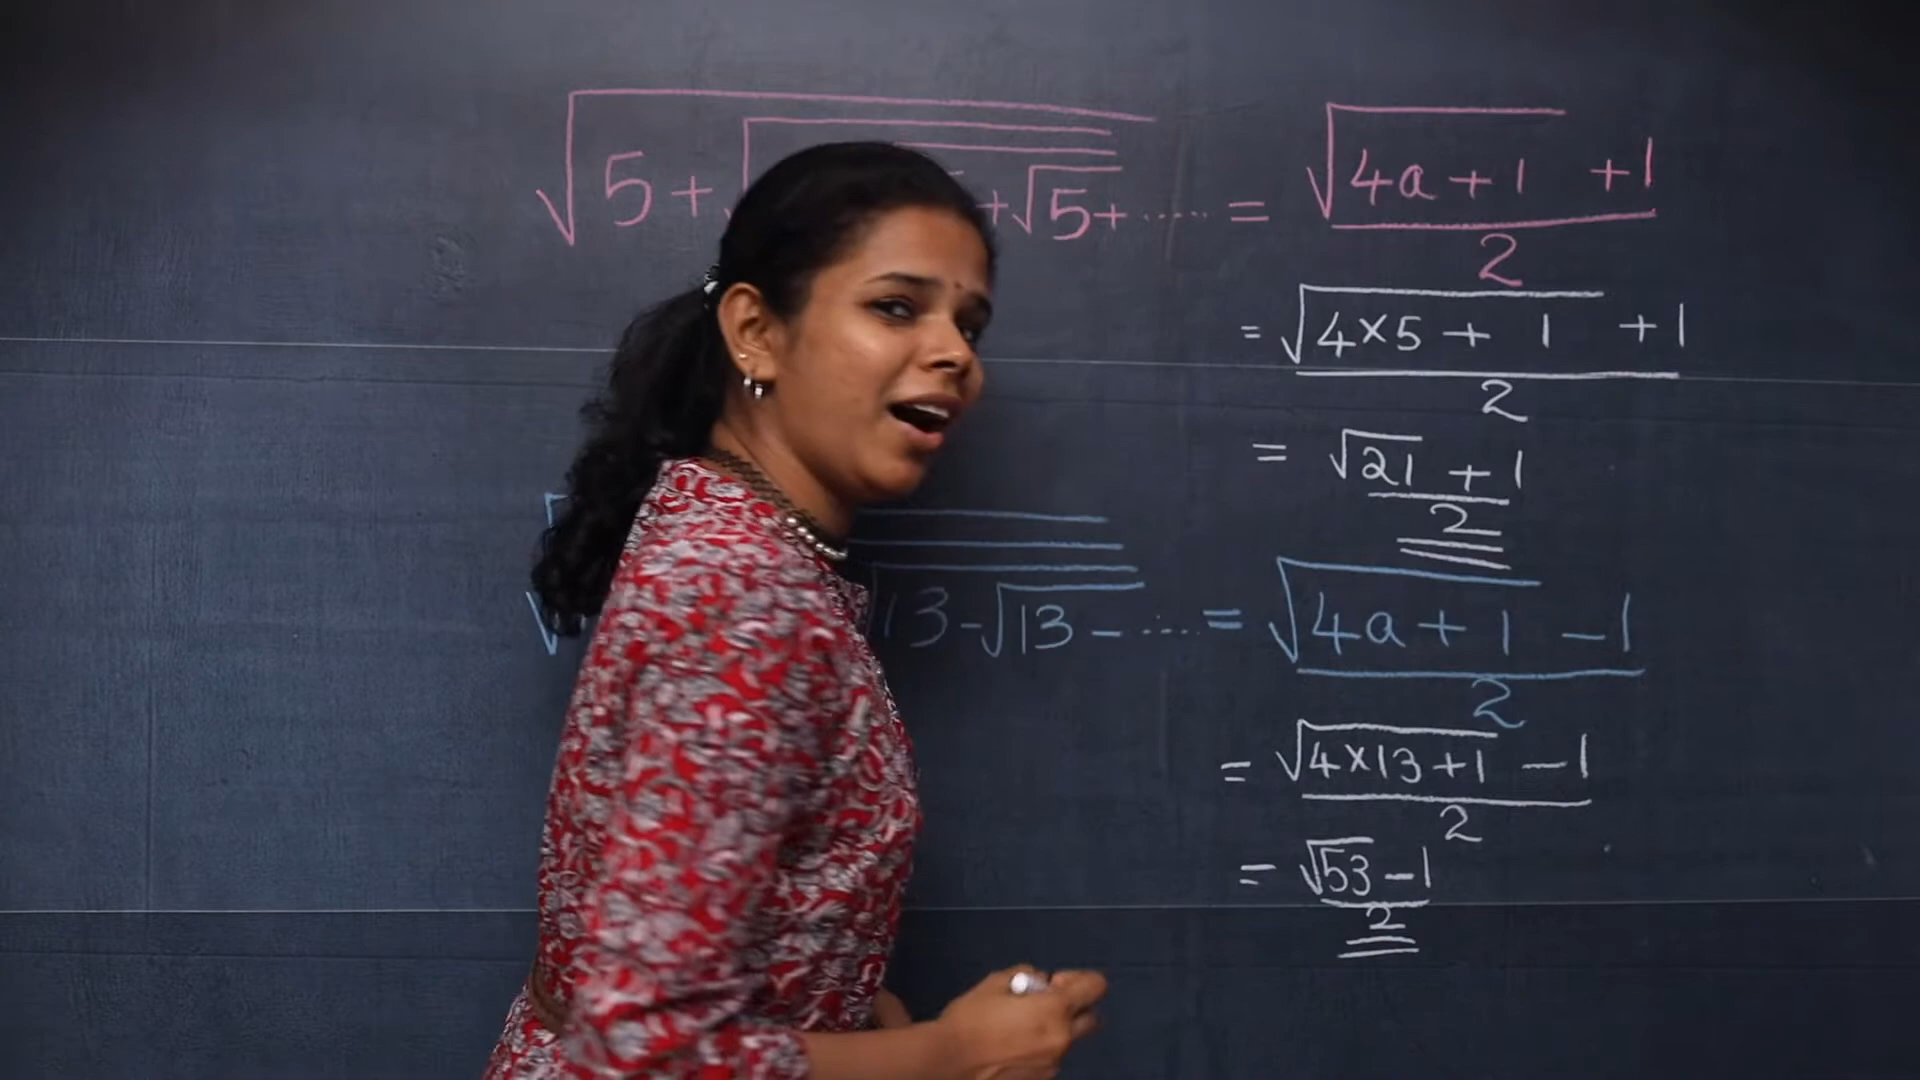 √5+√ +√5+ ..... = √4a+1 +1
2
= √4×5 + 1 +1
2
= √21 + 1
2
√ 13-√13 - ..... = √4a+1 -1
2
= √4×13+1 -1
2
= √53 -1
2